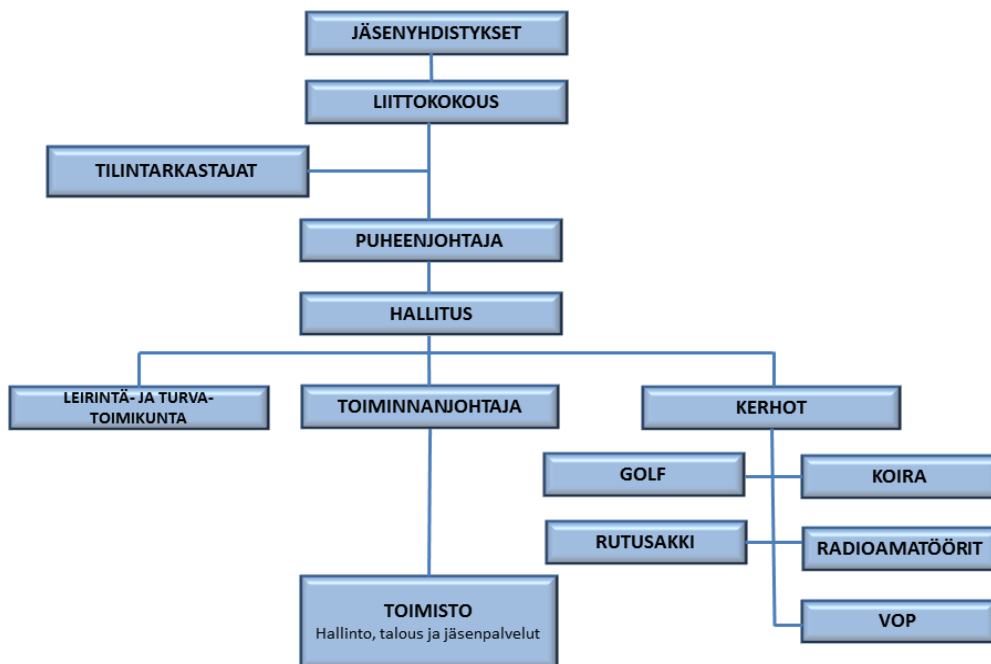 JÄSENYHDISTYKSET
LIITTOKOKOUS
TILINTARKASTAJAT
PUHEENJOHTAJA
HALLITUS
LEIRINTÄ- JA TURVA-
TOIMIKUNTA
TOIMINNANJOHTAJA
KERHOT
GOLF
KOIRA
RUTUSAKKI
RADIOAMATÖÖRIT
TOIMISTO
Hallinto, talous ja jäsenpalvelut
VOP